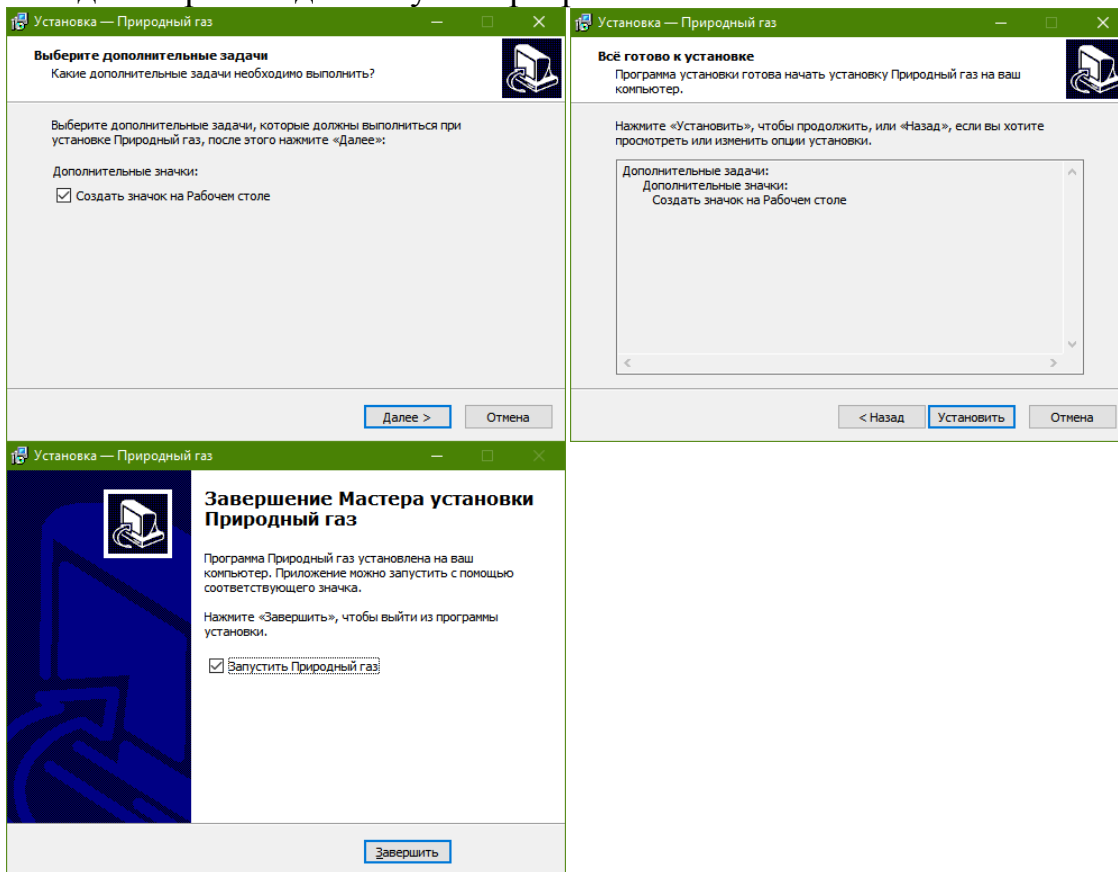 Установка — Природный газ
Выберите дополнительные задачи
Какие дополнительные задачи необходимо выполнить?
Выберите дополнительные задачи, которые должны выполниться при
установке Природный газ, после этого нажмите «Далее»:
Дополнительные значки:
Создать значок на Рабочем столе
Далее >
Отмена
Установка — Природный газ
Всё готово к установке
Программа установки готова начать установку Природный газ на ваш
компьютер.
Нажмите «Установить», чтобы продолжить, или «Назад», если вы хотите
просмотреть или изменить опции установки.
Дополнительные задачи:
Дополнительные значки:
Создать значок на Рабочем столе
< Назад
Установить
Отмена
Установка — Природный газ
Завершение Мастера установки
Природный газ
Программа Природный газ установлена на ваш
компьютер. Приложение можно запустить с помощью
соответствующего значка.
Нажмите «Завершить», чтобы выйти из программы
установки.
Запустить Природный газ
Завершить